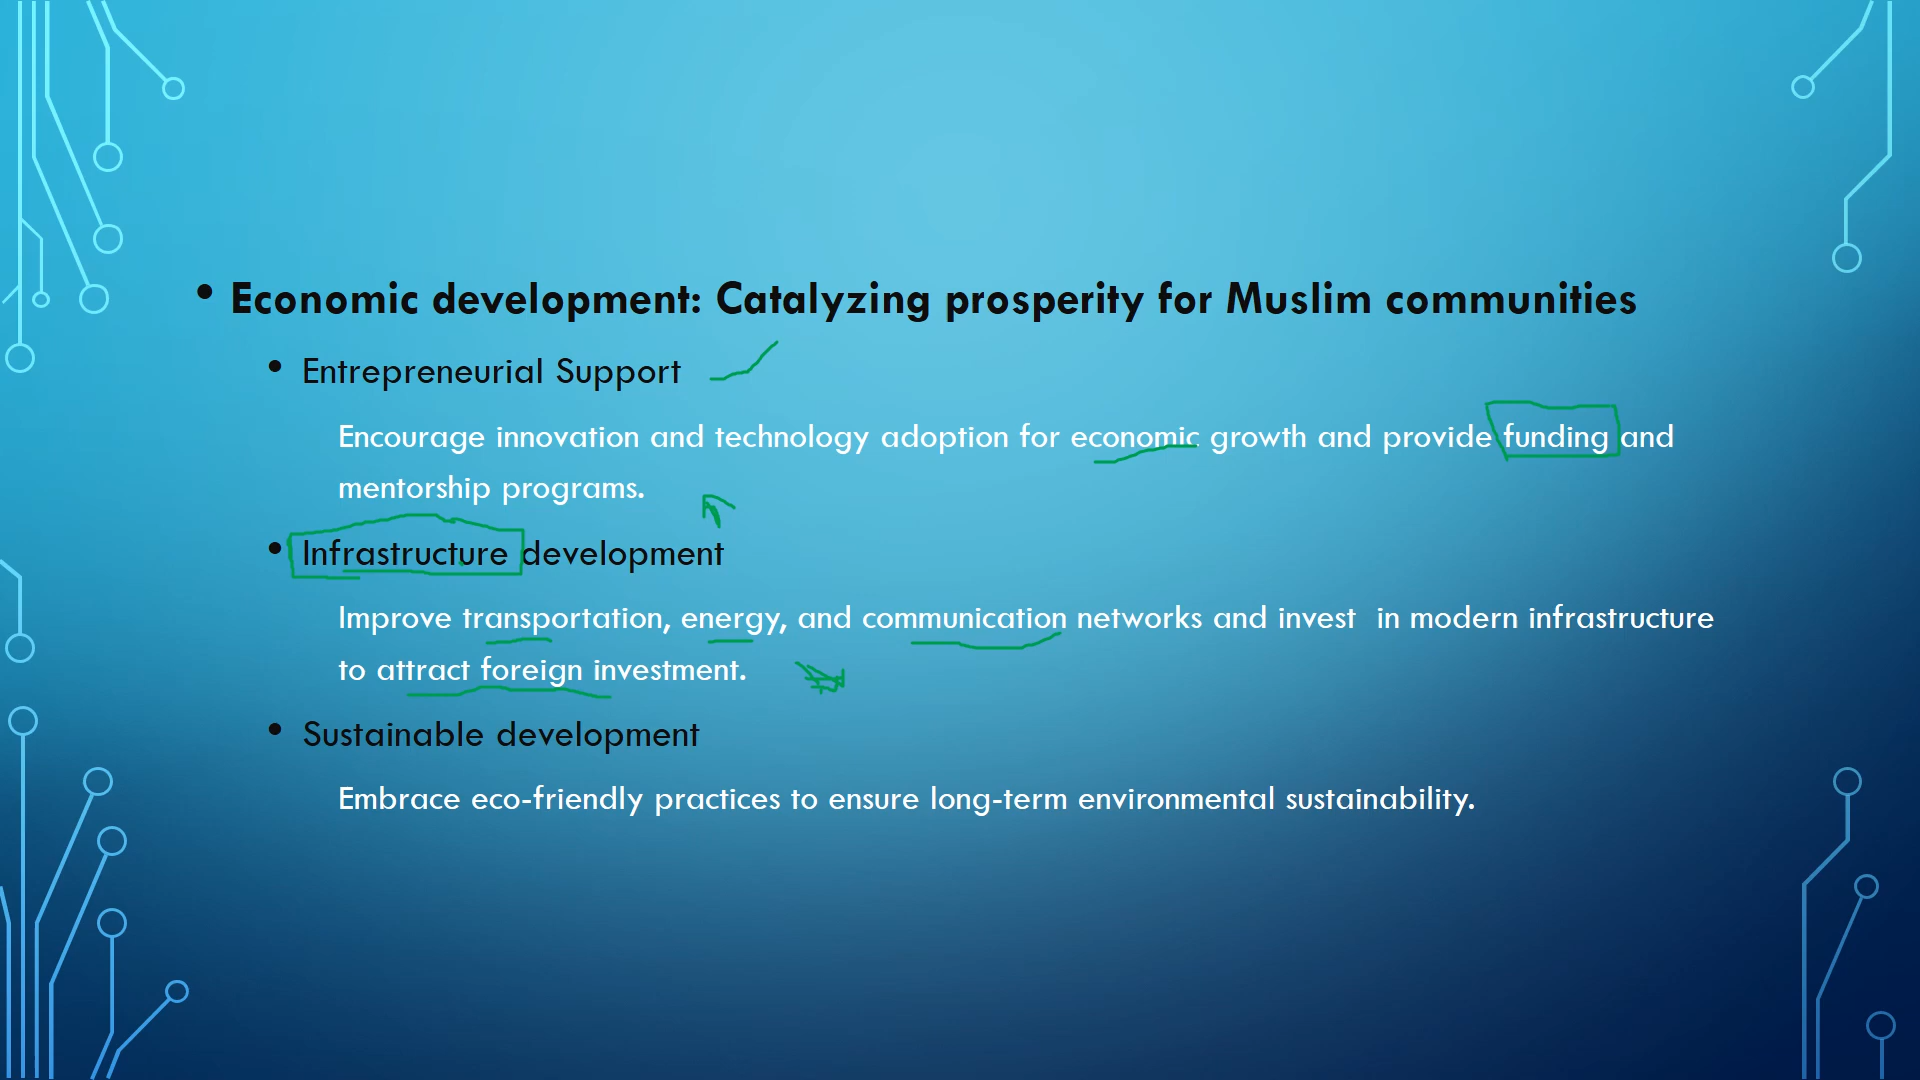 • Economic development: Catalyzing prosperity for Muslim communities
• Entrepreneurial Support
Encourage innovation and technology adoption for economic growth and provide funding and
mentorship programs.
• Infrastructure development
Improve transportation, energy, and communication networks and invest  in modern infrastructure
to attract foreign investment.
• Sustainable development
Embrace eco-friendly practices to ensure long-term environmental sustainability.